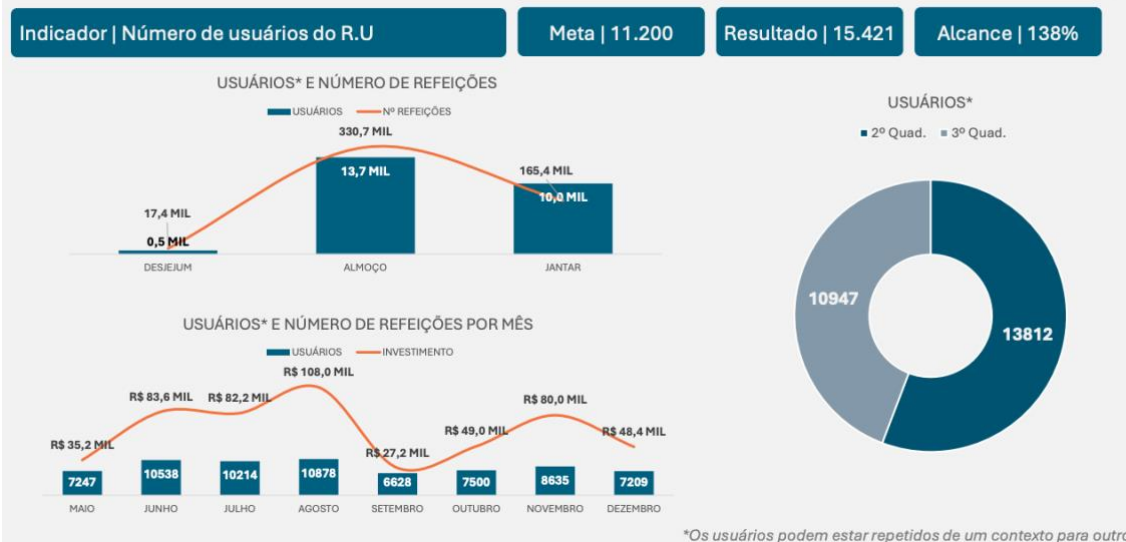 Indicador | Número de usuários do R.U
Meta | 11.200
Resultado | 15.421
Alcance | 138%
USUÁRIOS* E NÚMERO DE REFEIÇÕES
USUÁRIOS Nº REFEIÇÕES
330,7 MIL
13,7 MIL
165,4 MIL
10,0 MIL
17,4 MIL
0,5 MIL
DESJEJUM ALMOÇO JANTAR
USUÁRIOS* E NÚMERO DE REFEIÇÕES POR MÊS
USUÁRIOS INVESTIMENTO
R$ 35,2 MIL R$ 83,6 MIL R$ 82,2 MIL R$ 108,0 MIL R$ 27,2 MIL R$ 49,0 MIL R$ 80,0 MIL R$ 48,4 MIL
7247 10538 10214 10878 6628 7500 8635 7209
MAIO JUNHO JULHO AGOSTO SETEMBRO OUTUBRO NOVEMBRO DEZEMBRO
USUÁRIOS*
2º Quad. 3º Quad.
10947
13812
*Os usuários podem estar repetidos de um contexto para outro